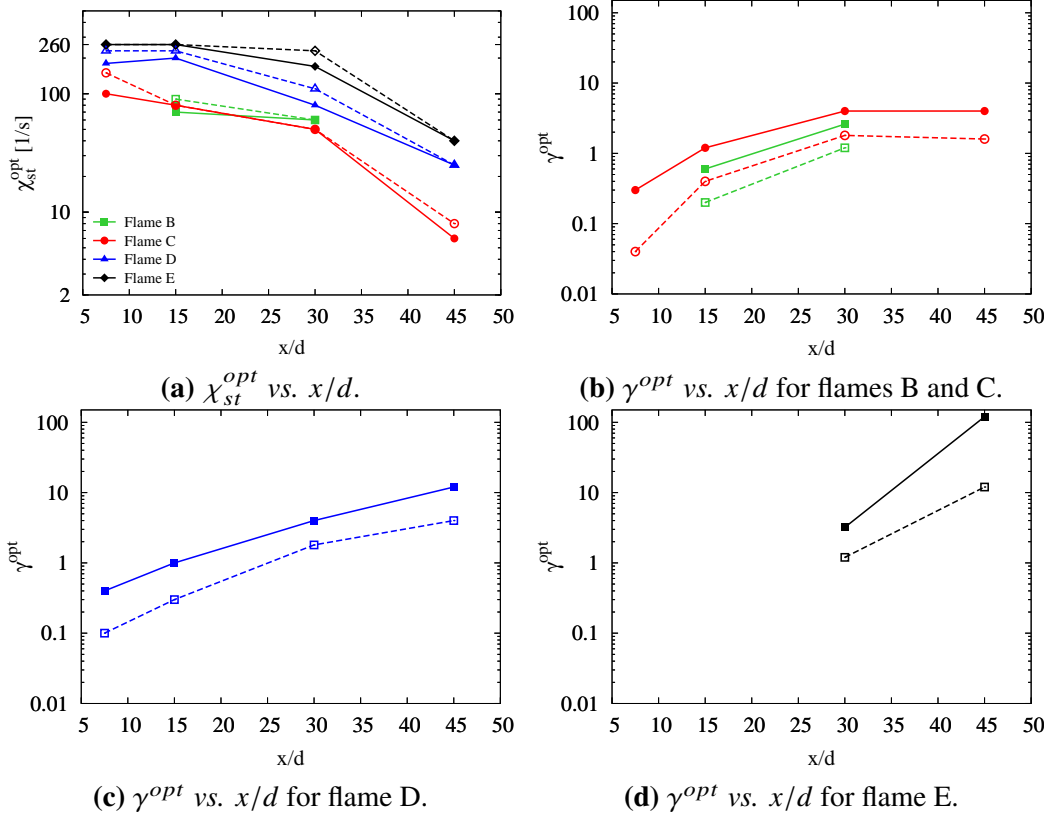 260
100
10
2
χ_st^opt [1/s]
Flame B
Flame C
Flame D
Flame E
5 10 15 20 25 30 35 40 45 50
x/d
(a) χ_st^opt vs. x/d.
100
10
1
0.1
0.01
γ^opt
5 10 15 20 25 30 35 40 45 50
x/d
(b) γ^opt vs. x/d for flames B and C.
100
10
1
0.1
0.01
γ^opt
5 10 15 20 25 30 35 40 45 50
x/d
(c) γ^opt vs. x/d for flame D.
100
10
1
0.1
0.01
γ^opt
5 10 15 20 25 30 35 40 45 50
x/d
(d) γ^opt vs. x/d for flame E.